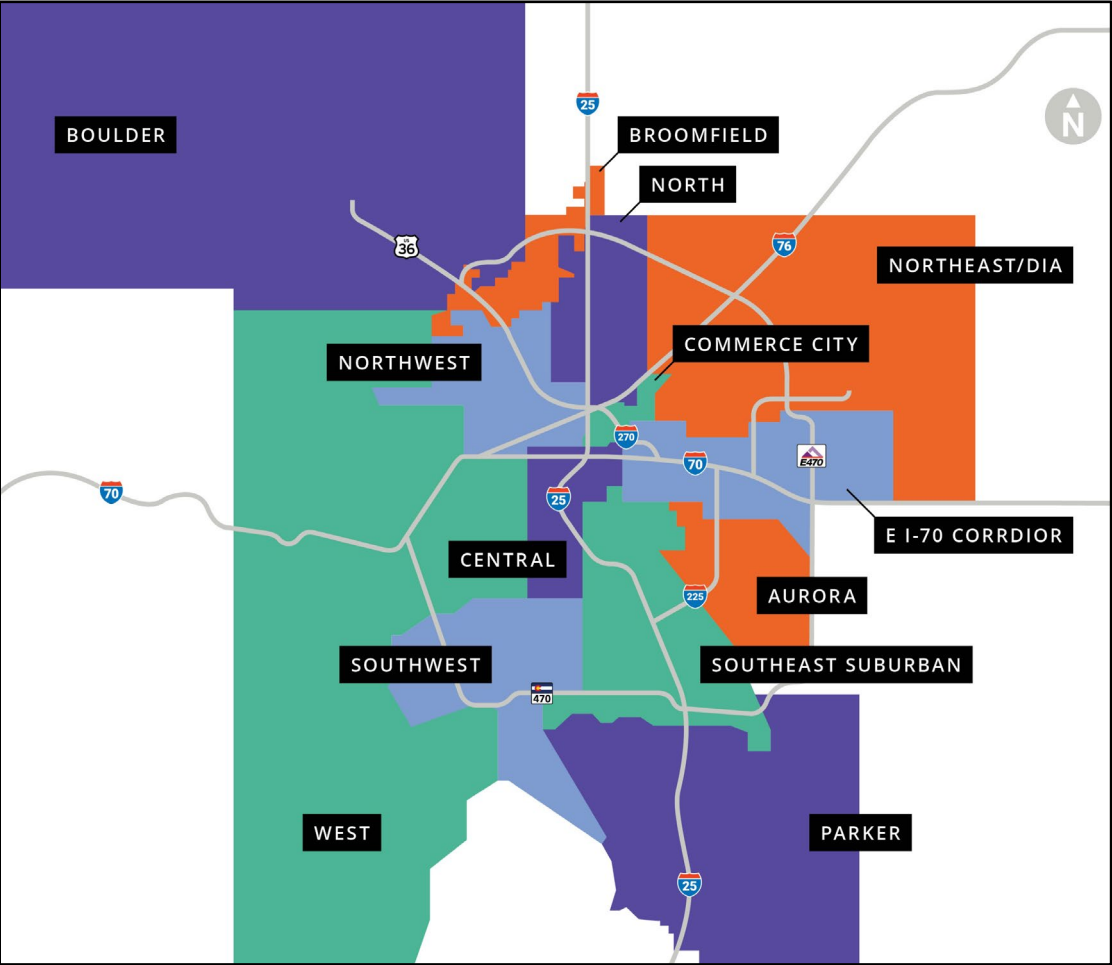 25
BOULDER
BROOMFIELD
N
NORTH
US
36
76
NORTHEAST/DIA
COMMERCE CITY
NORTHWEST
270
E470
70
70
25
E I-70 CORRDIOR
CENTRAL
225
AURORA
SOUTHWEST
SOUTHEAST SUBURBAN
470
WEST
PARKER
25